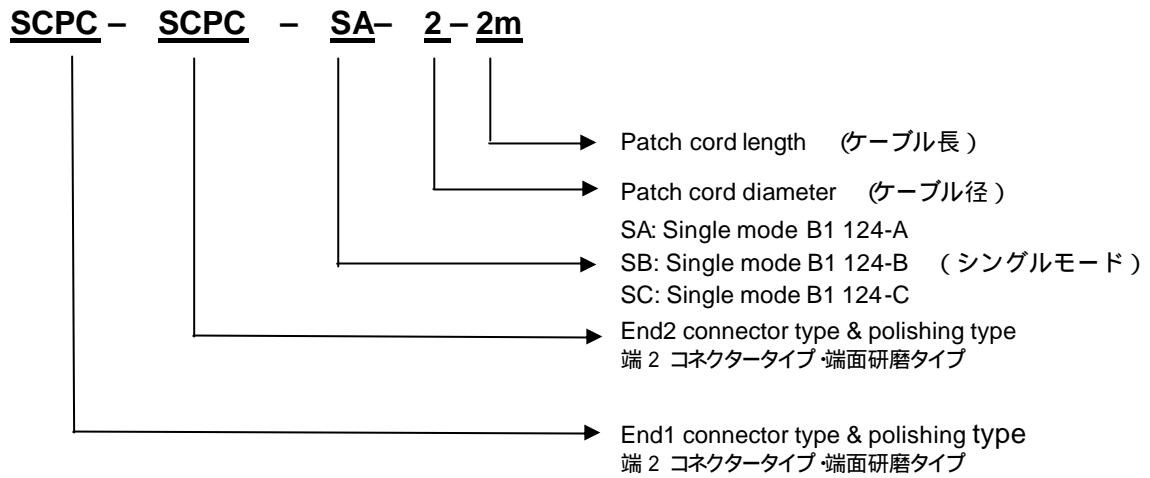 SCPC – SCPC – SA– 2 – 2m
Patch cord length (ケーブル長)
Patch cord diameter (ケーブル径)
SA: Single mode B1 124-A
SB: Single mode B1 124-B (シングルモード)
SC: Single mode B1 124-C
End2 connector type & polishing type
端 2 コネクタータイプ・端面研磨タイプ
End1 connector type & polishing type
端 2 コネクタータイプ・端面研磨タイプ